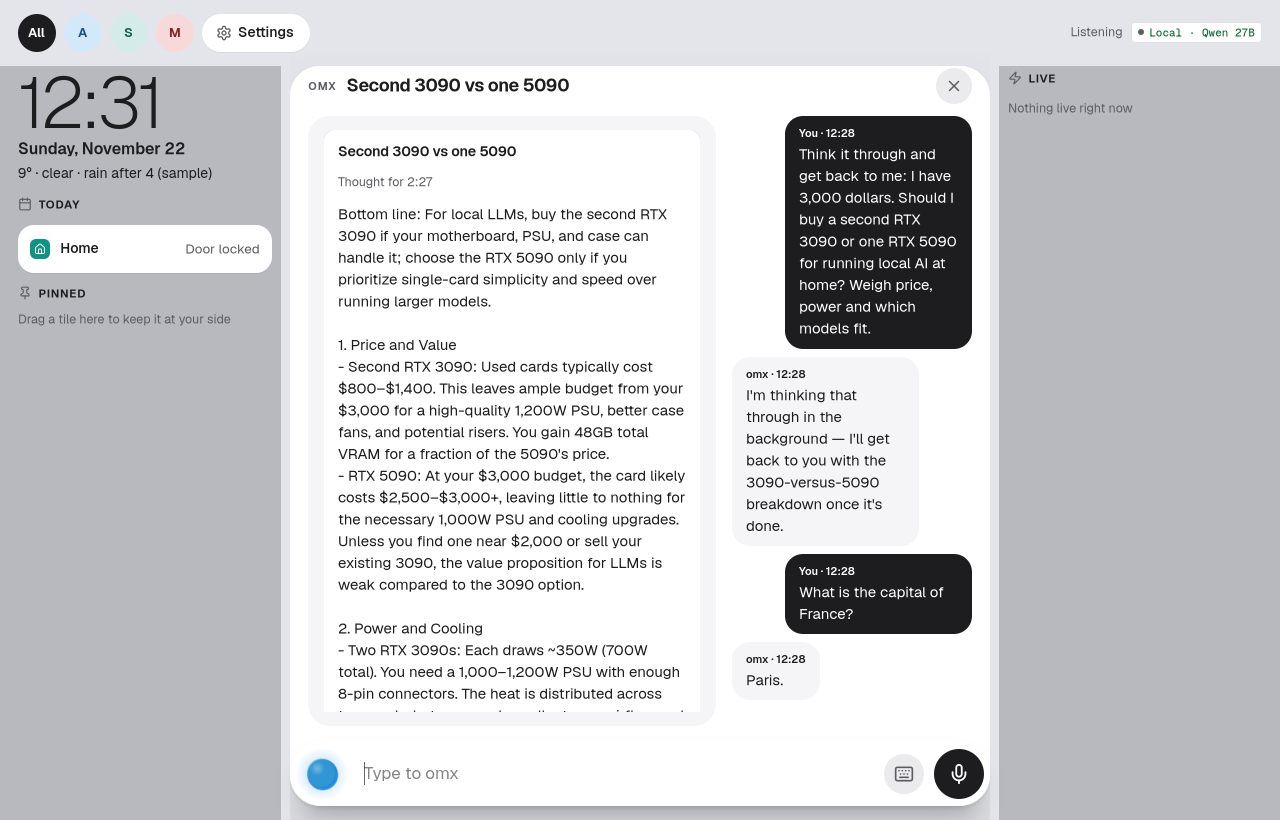 All
A
S
M
Settings
Listening
Local · Qwen 27B
12:31
Sunday, November 22
9° · clear · rain after 4 (sample)
TODAY
Home
Door locked
PINNED
Drag a tile here to keep it at your side
OMX
Second 3090 vs one 5090
Second 3090 vs one 5090
Thought for 2:27
Bottom line: For local LLMs, buy the second RTX
3090 if your motherboard, PSU, and case can
handle it; choose the RTX 5090 only if you
prioritize single-card simplicity and speed over
running larger models.
1. Price and Value
- Second RTX 3090: Used cards typically cost
$800–$1,400. This leaves ample budget from your
$3,000 for a high-quality 1,200W PSU, better case
fans, and potential risers. You gain 48GB total
VRAM for a fraction of the 5090's price.
- RTX 5090: At your $3,000 budget, the card likely
costs $2,500–$3,000+, leaving little to nothing for
the necessary 1,000W PSU and cooling upgrades.
Unless you find one near $2,000 or sell your
existing 3090, the value proposition for LLMs is
weak compared to the 3090 option.
2. Power and Cooling
- Two RTX 3090s: Each draws ~350W (700W
total). You need a 1,000–1,200W PSU with enough
8-pin connectors. The heat is distributed across
You · 12:28
Think it through and
get back to me: I have
3,000 dollars. Should I
buy a second RTX
3090 or one RTX 5090
for running local AI at
home? Weigh price,
power and which
models fit.
omx · 12:28
I'm thinking that
through in the
background — I'll get
back to you with the
3090-versus-5090
breakdown once it's
done.
You · 12:28
What is the capital of
France?
omx · 12:28
Paris.
Type to omx
LIVE
Nothing live right now